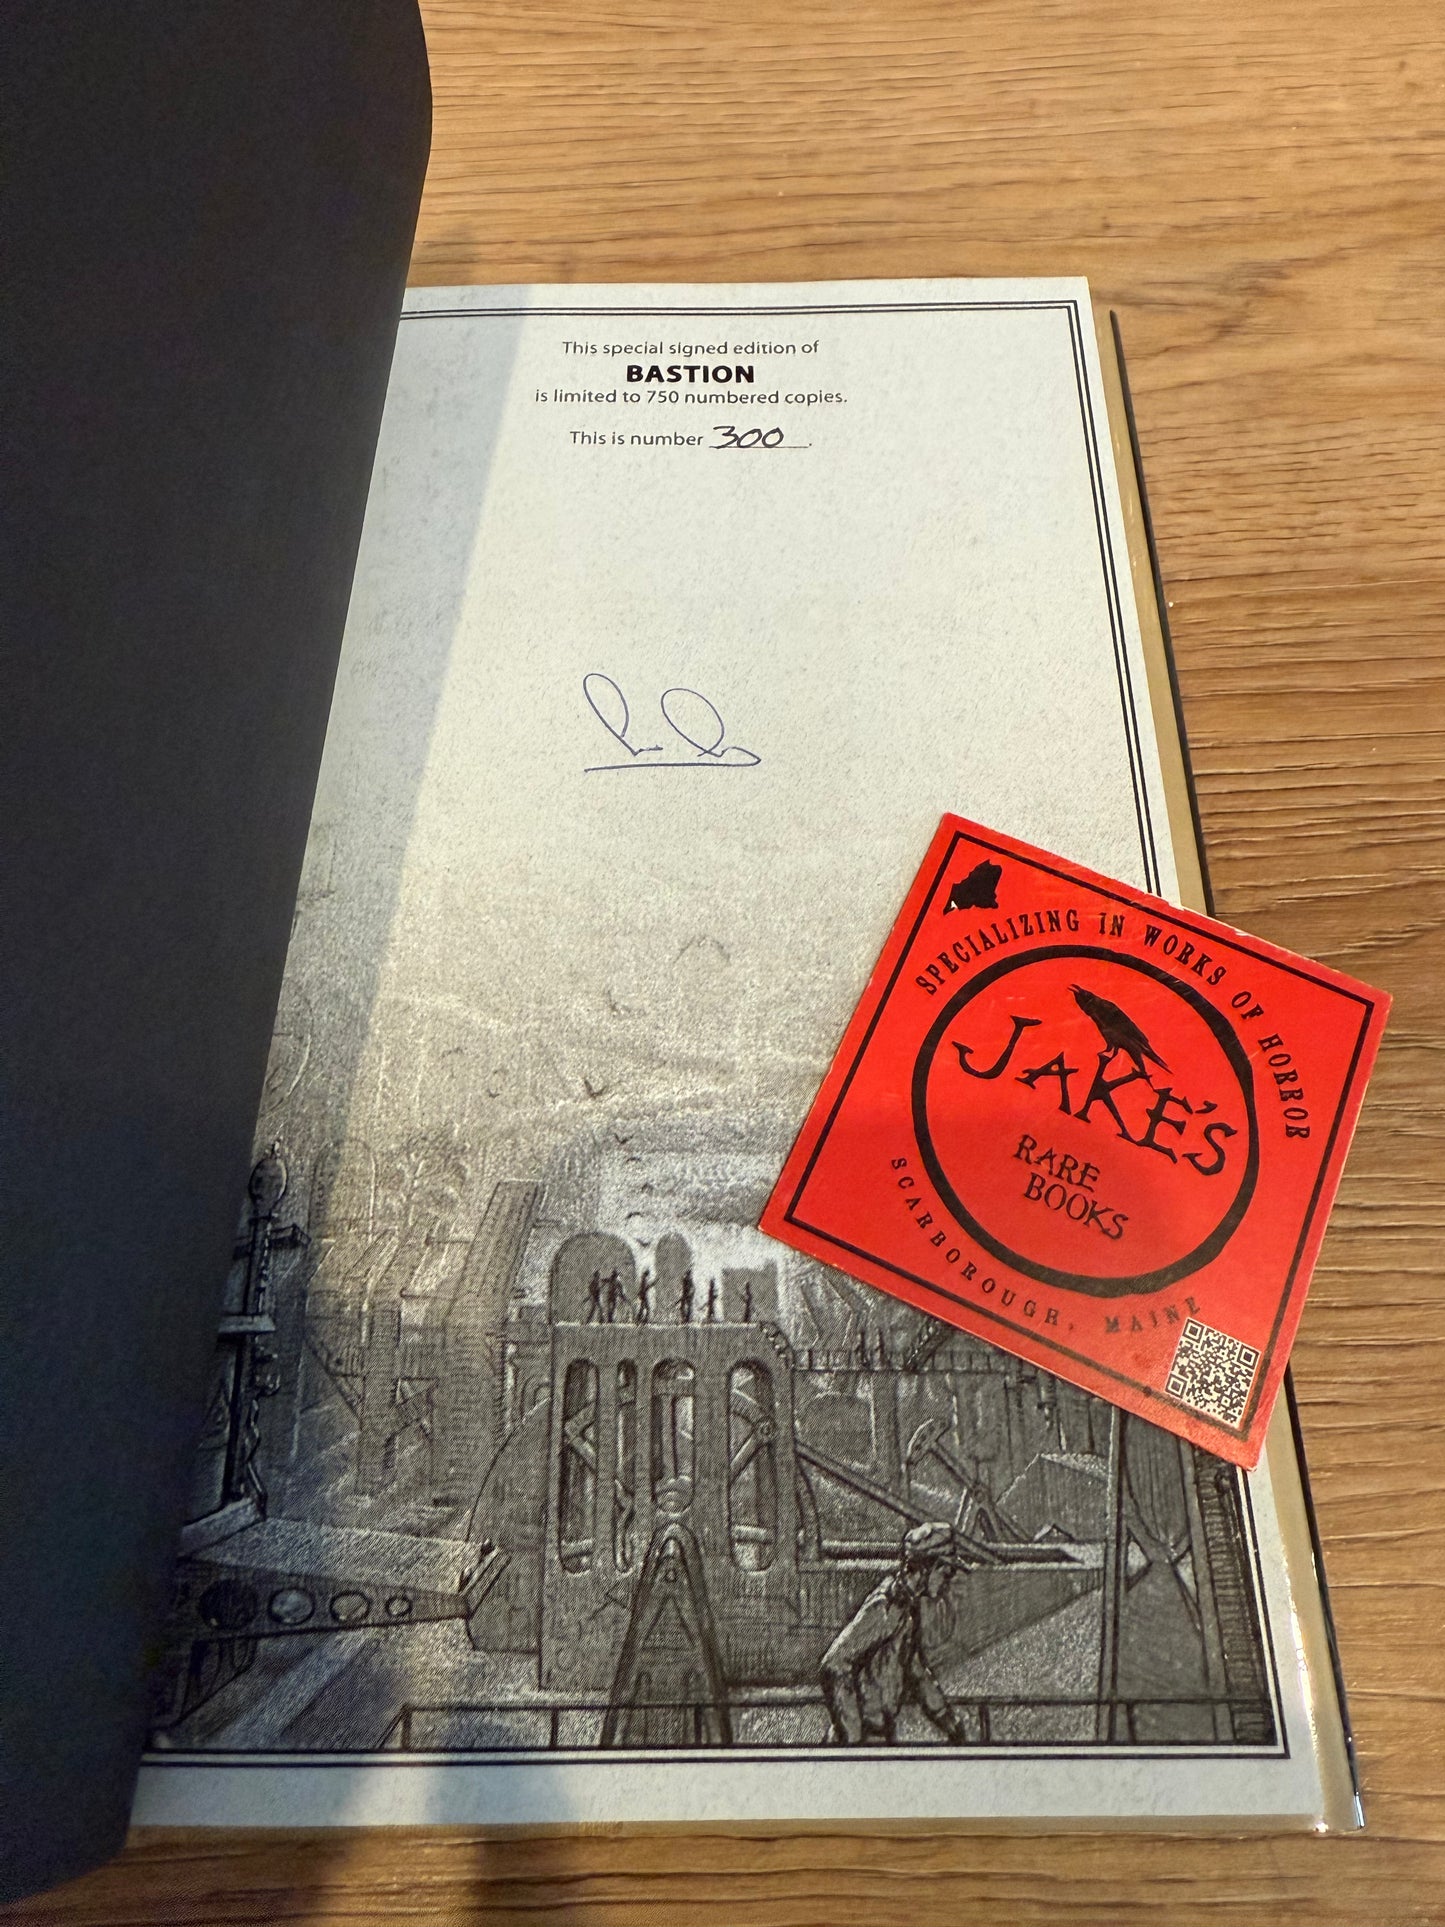 This special signed edition of
BASTION
is limited to 750 numbered copies.
This is number 300.
SPECIALIZING IN WORKS OF HORROR
JAKE'S
RARE
BOOKS
SCARBOROUGH, MAINE